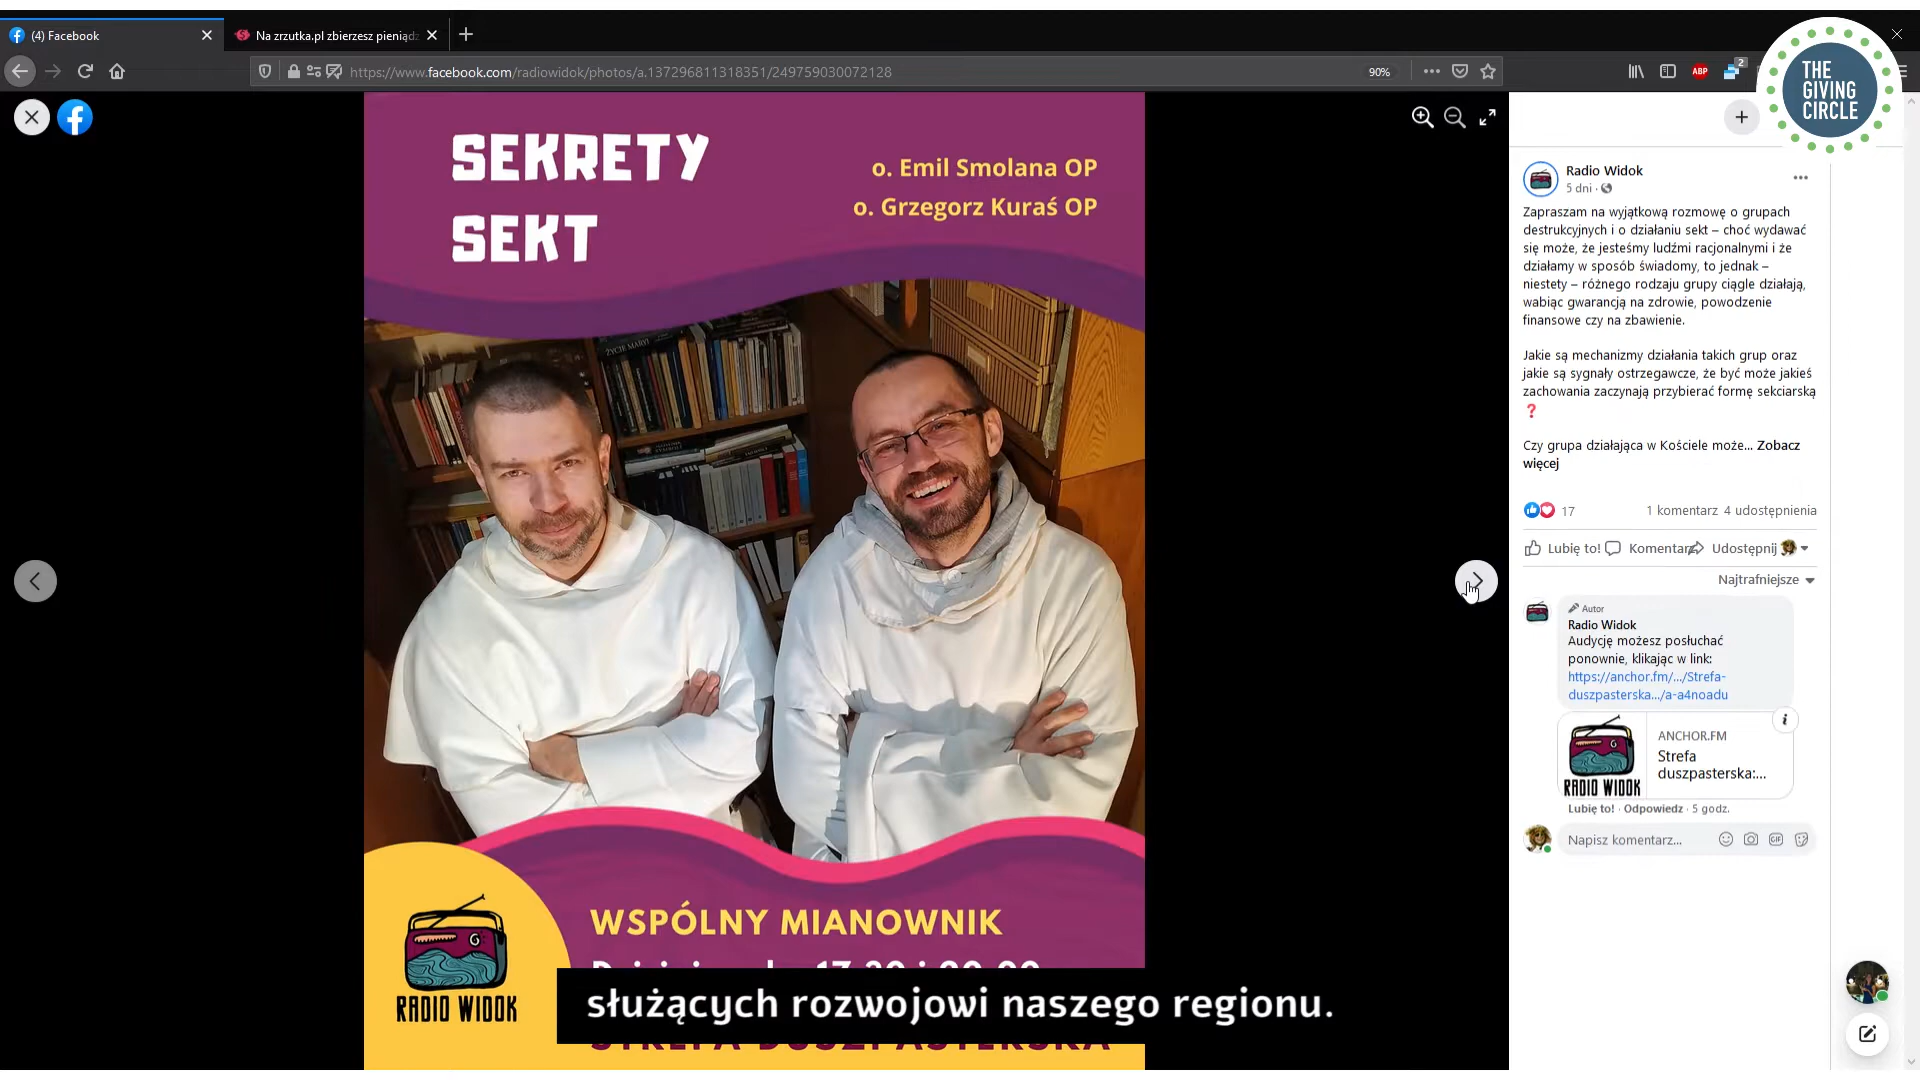 (4) Facebook
Na zrzutka.pl zbierzesz pieniądz
https://www.facebook.com/radiowidok/photos/a.137296811318351/249759030072128
90%
ABP
2
THE
GIVING
CIRCLE
SEKRETY
SEKT
o. Emil Smolana OP
o. Grzegorz Kuraś OP
ŻYCIE MARYI
WSPÓLNY MIANOWNIK
RADIO WIDOK
służących rozwojowi naszego regionu.
STREFA DUSZPASTERSKA
Radio Widok
5 dni ·
Zapraszam na wyjątkową rozmowę o grupach
destrukcyjnych i o działaniu sekt – choć wydawać
się może, że jesteśmy ludźmi racjonalnymi i że
działamy w sposób świadomy, to jednak –
niestety – różnego rodzaju grupy ciągle działają,
wabiąc gwarancją na zdrowie, powodzenie
finansowe czy na zbawienie.
Jakie są mechanizmy działania takich grup oraz
jakie są sygnały ostrzegawcze, że być może jakieś
zachowania zaczynają przybierać formę sekciarską
❓
Czy grupa działająca w Kościele może... Zobacz
więcej
17
1 komentarz 4 udostępnienia
Lubię to! Komentarz Udostępnij
Najtrafniejsze
Autor
Radio Widok
Audycję możesz posłuchać
ponownie, klikając w link:
https://anchor.fm/.../Strefa-
duszpasterska.../a-a4noadu
RADIO WIDOK
ANCHOR.FM
Strefa
duszpasterska:...
Lubię to! · Odpowiedz · 5 godz.
Napisz komentarz...
GIF